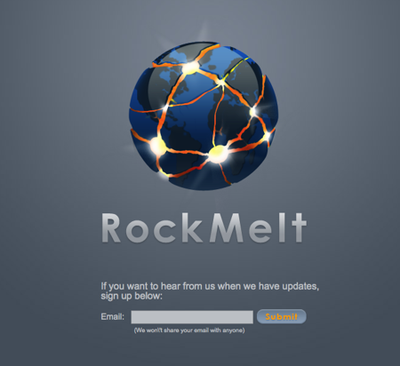 RockMelt
If you want to hear from us when we have updates,
sign up below:
Email: Submit
(We won't share your email with anyone)